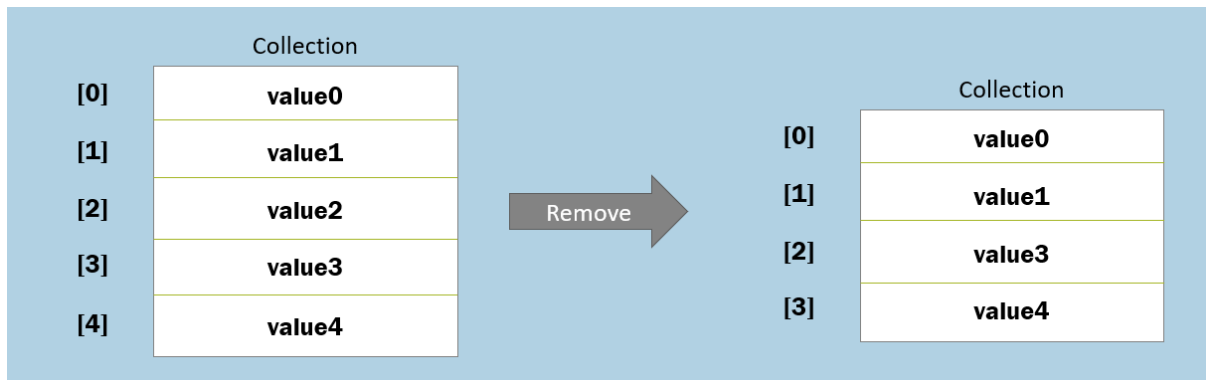 Collection
[0] value0
[1] value1
[2] value2
[3] value3
[4] value4
Remove
Collection
[0] value0
[1] value1
[2] value3
[3] value4